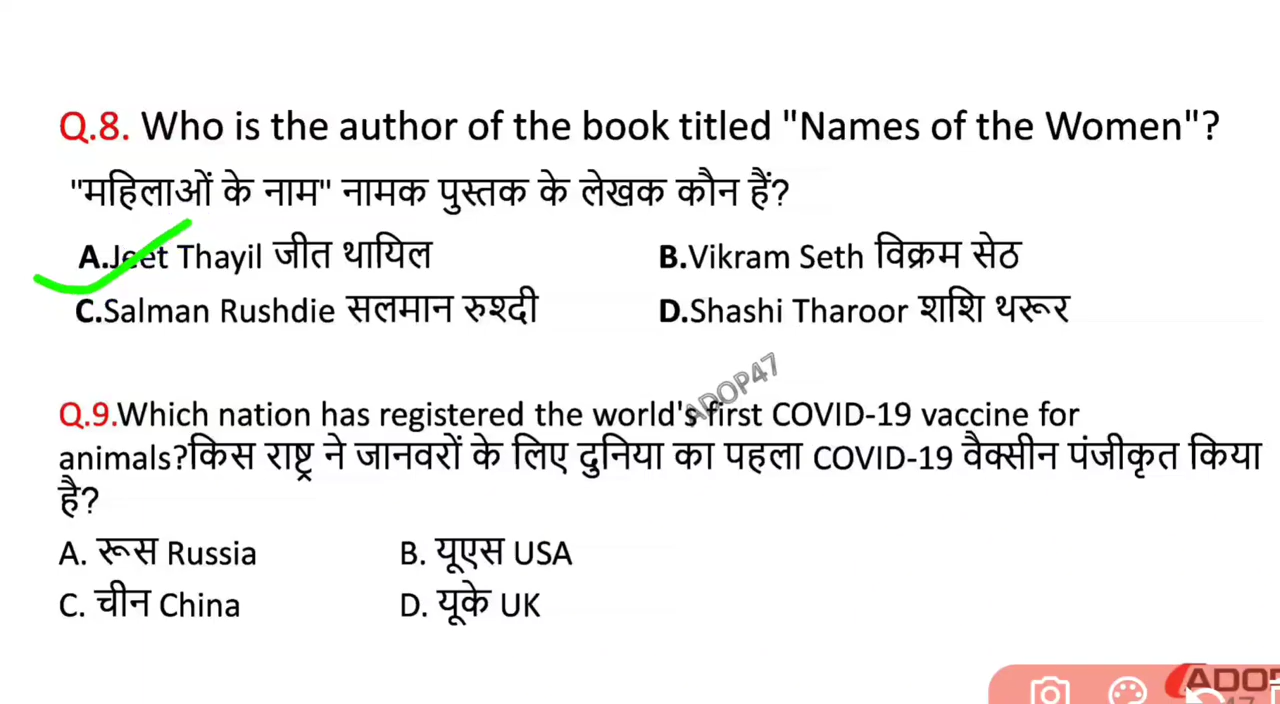 Q.8. Who is the author of the book titled "Names of the Women"?
"महिलाओं के नाम" नामक पुस्तक के लेखक कौन हैं?
A.Jeet Thayil जीत थायिल B.Vikram Seth विक्रम सेठ
C.Salman Rushdie सलमान रुश्दी D.Shashi Tharoor शशि थरूर
ADOP47
Q.9.Which nation has registered the world's first COVID-19 vaccine for
animals?किस राष्ट्र ने जानवरों के लिए दुनिया का पहला COVID-19 वैक्सीन पंजीकृत किया
है?
A. रूस Russia B. यूएस USA
C. चीन China D. यूके UK